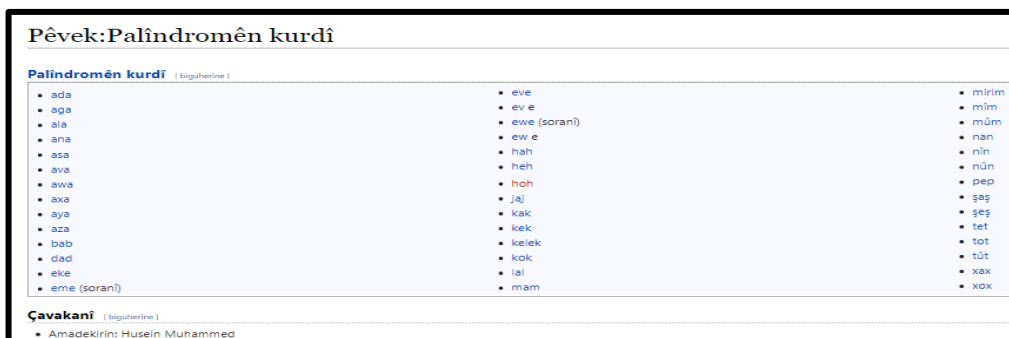 Pêvek:Palîndromên kurdî
Palîndromên kurdî [ biguherîne ]
• ada
• aga
• ala
• ana
• asa
• ava
• awa
• axa
• aya
• aza
• bab
• dad
• eke
• eme (soranî)
• eve
• ev e
• ewe (soranî)
• ew e
• hah
• heh
• hoh
• jaj
• kak
• kek
• kelek
• kok
• lal
• mam
• mirim
• mîm
• mûm
• nan
• nîn
• nûn
• pep
• şaş
• şeş
• tet
• tot
• tût
• xax
• xox
Çavakanî [ biguherîne ]
• Amadekirin: Husein Muhammed